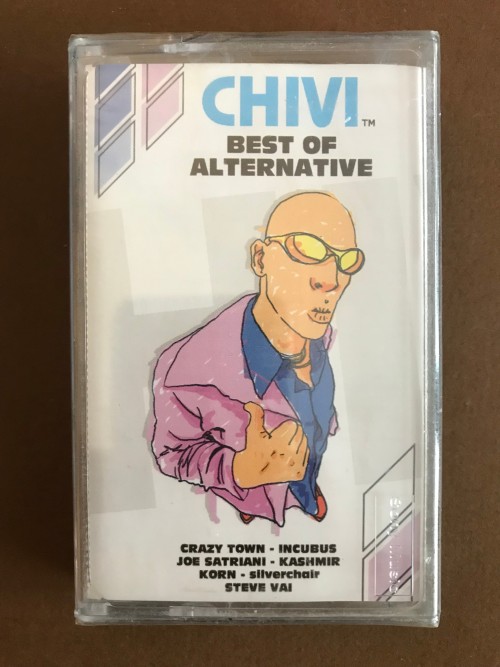 CHIVI™
BEST OF
ALTERNATIVE
CRAZY TOWN - INCUBUS
JOE SATRIANI - KASHMIR
KORN - silverchair
STEVE VAI